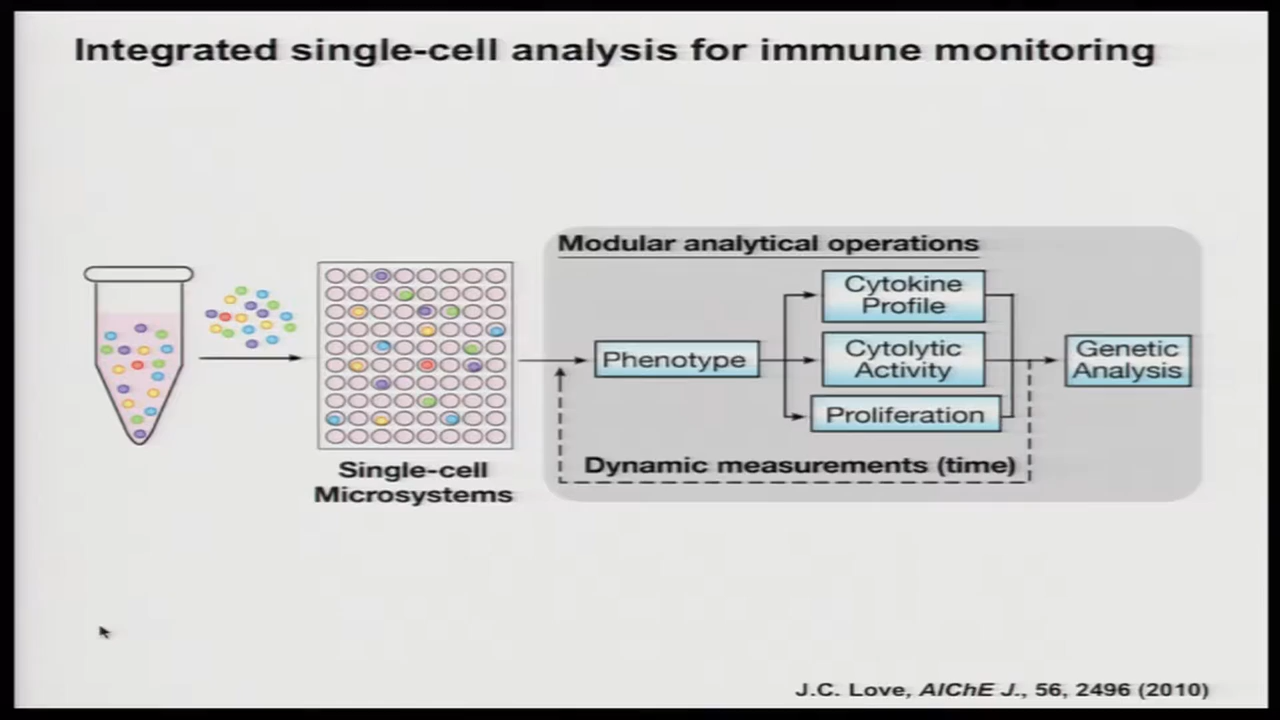 Integrated single-cell analysis for immune monitoring
Modular analytical operations
Cytokine
Profile
Phenotype
Cytolytic
Activity
Proliferation
Genetic
Analysis
Dynamic measurements (time)
Single-cell
Microsystems
J.C. Love, AIChE J., 56, 2496 (2010)